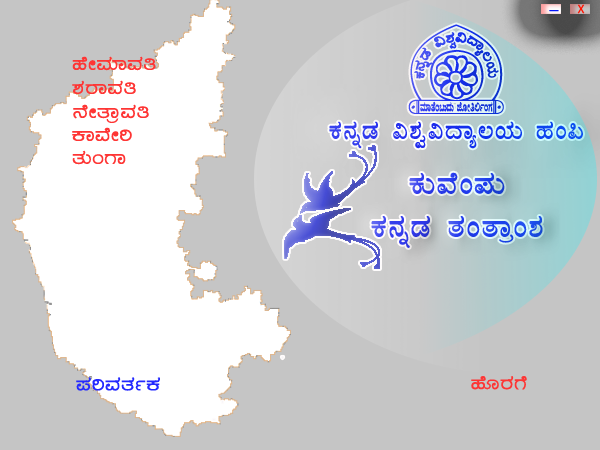 ಹೇಮಾವತಿ
ಶರಾವತಿ
ನೇತ್ರಾವತಿ
ಕಾವೇರಿ
ತುಂಗಾ
ಪರಿವರ್ತಕ
– X
ಕನ್ನಡ ವಿಶ್ವವಿದ್ಯಾಲಯ
ಮಾತೆಂಬುದು ಜ್ಯೋತಿರ್ಲಿಂಗ
ಕನ್ನಡ ವಿಶ್ವವಿದ್ಯಾಲಯ ಹಂಪಿ
ಕುವೆಂಪು
ಕನ್ನಡ ತಂತ್ರಾಂಶ
ಹೊರಗೆ